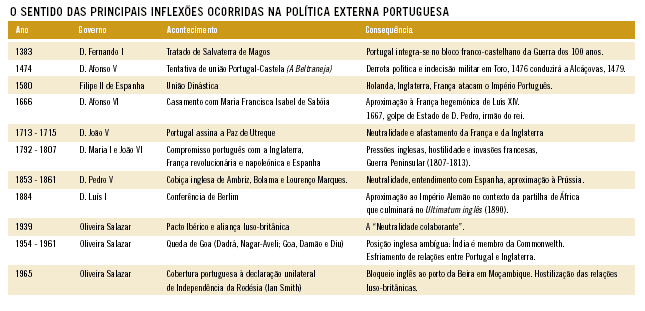 O SENTIDO DAS PRINCIPAIS INFLEXÕES OCORRIDAS NA POLÍTICA EXTERNA PORTUGUESA
Ano Governo Acontecimento Consequência
1383 D. Fernando I Tratado de Salvaterra de Magos Portugal integra-se no bloco franco-castelhano da Guerra dos 100 anos.
1474 D. Afonso V Tentativa de união Portugal-Castela (A Beltraneja) Derrota política e indecisão militar em Toro, 1476 conduzirá a Alcáçovas, 1479.
1580 Filipe II de Espanha União Dinástica Holanda, Inglaterra, França atacam o Império Português.
1666 D. Afonso VI Casamento com Maria Francisca Isabel de Sabóia Aproximação à França hegemónica de Luís XIV.
1667, golpe de Estado de D. Pedro, irmão do rei.
1713 - 1715 D. João V Portugal assina a Paz de Utreque Neutralidade e afastamento da França e da Inglaterra
1792 - 1807 D. Maria I e João VI Compromisso português com a Inglaterra, Pressões inglesas, hostilidade e invasões francesas,
França revolucionária e napoleónica e Espanha Guerra Peninsular (1807-1813).
1853 - 1861 D. Pedro V Cobiça inglesa de Ambriz, Bolama e Lourenço Marques. Neutralidade, entendimento com Espanha, aproximação à Prússia.
1884 D. Luís I Conferência de Berlim Aproximação ao Império Alemão no contexto da partilha de África
que culminará no Ultimatum inglês (1890).
1939 Oliveira Salazar Pacto Ibérico e aliança luso-britânica A "Neutralidade colaborante".
1954 - 1961 Oliveira Salazar Queda de Goa (Dadrá, Nagar-Aveli; Goa, Damão e Diu) Posição inglesa ambígua: Índia é membro da Commonwelth.
Esfriamento de relações entre Portugal e Inglaterra.
1965 Oliveira Salazar Cobertura portuguesa à declaração unilateral Bloqueio inglês ao porto da Beira em Moçambique. Hostilização das relações
de Independência da Rodésia (Ian Smith) luso-britânicas.